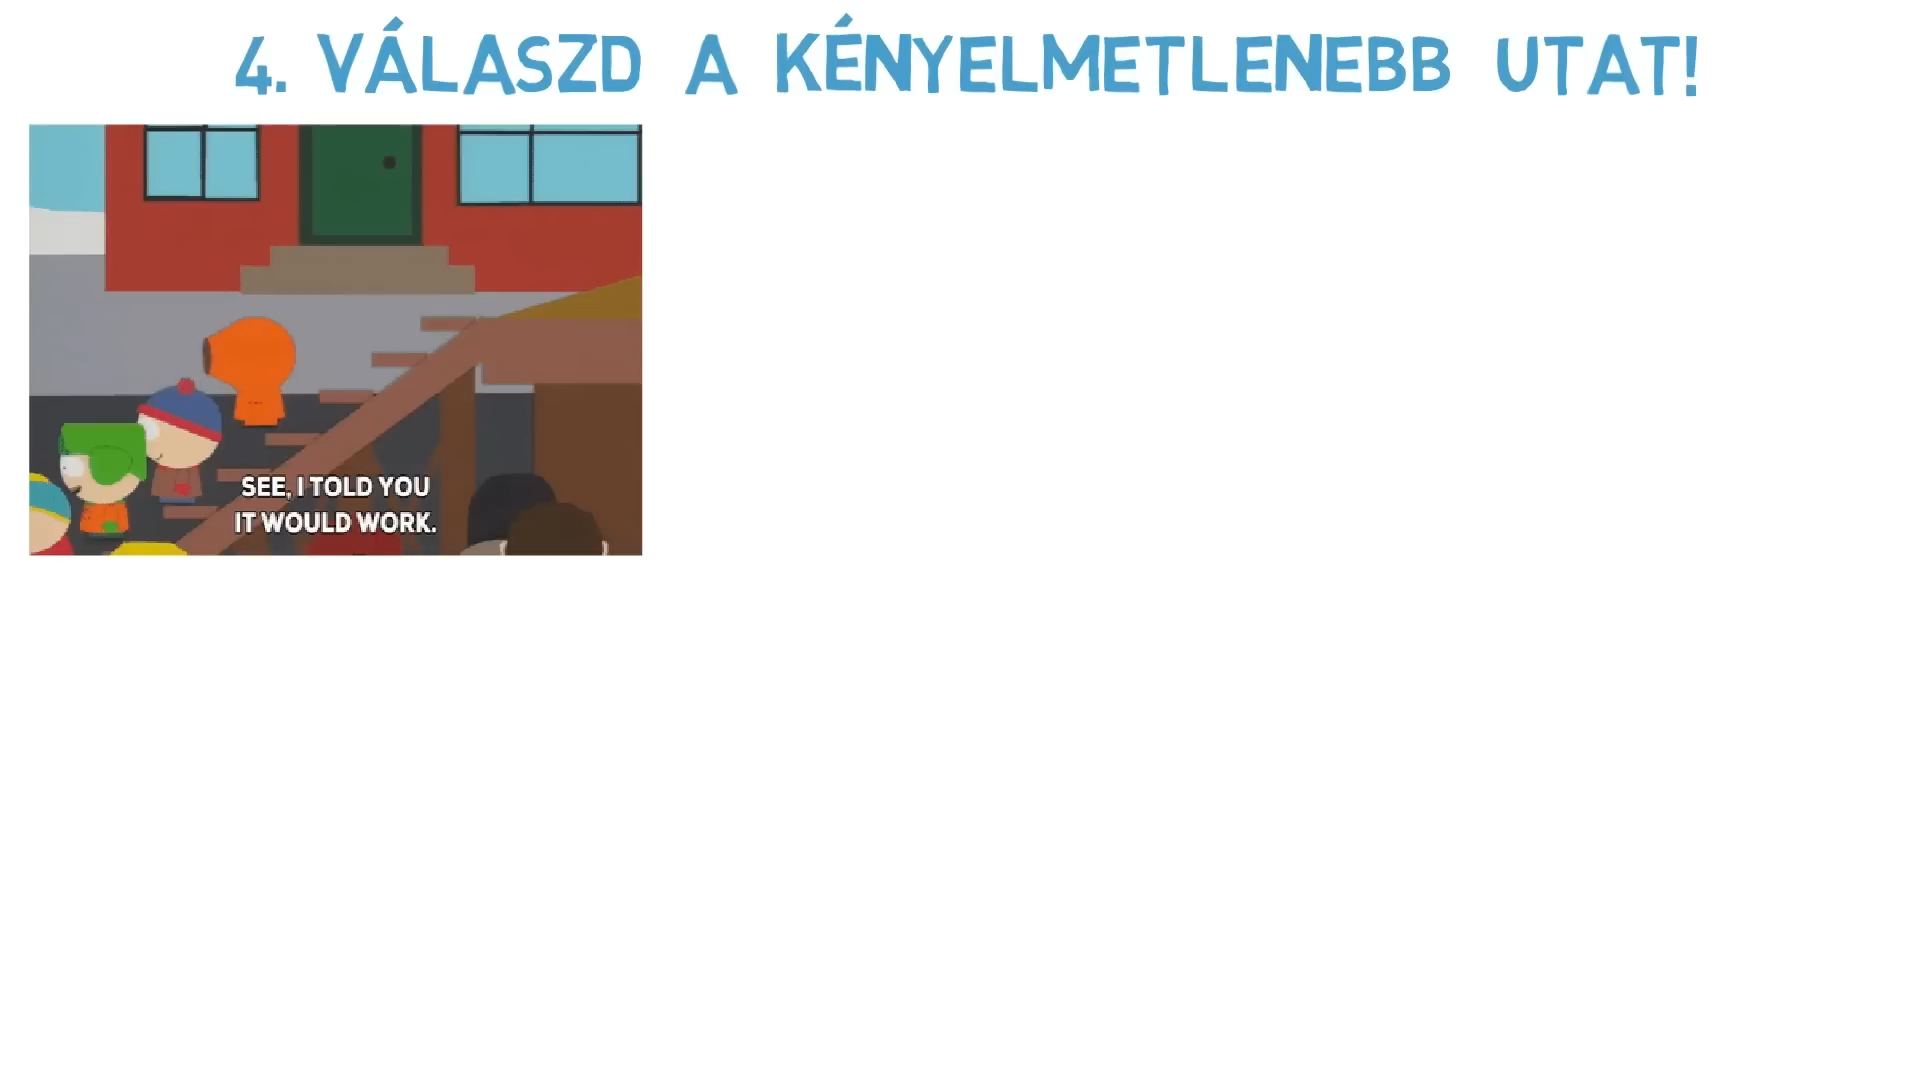 4. VÁLASZD A KÉNYELMETLENEBB UTAT!
SEE, I TOLD YOU
IT WOULD WORK.